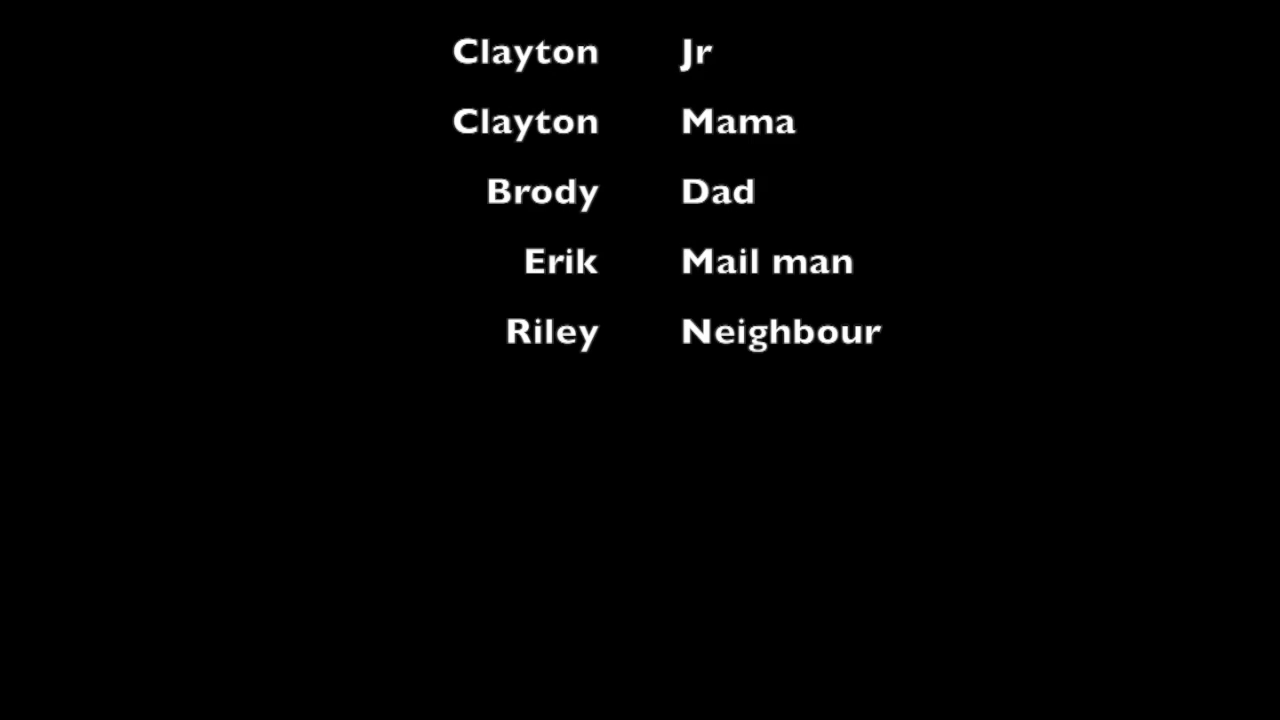 Clayton Jr
Clayton Mama
Brody Dad
Erik Mail man
Riley Neighbour